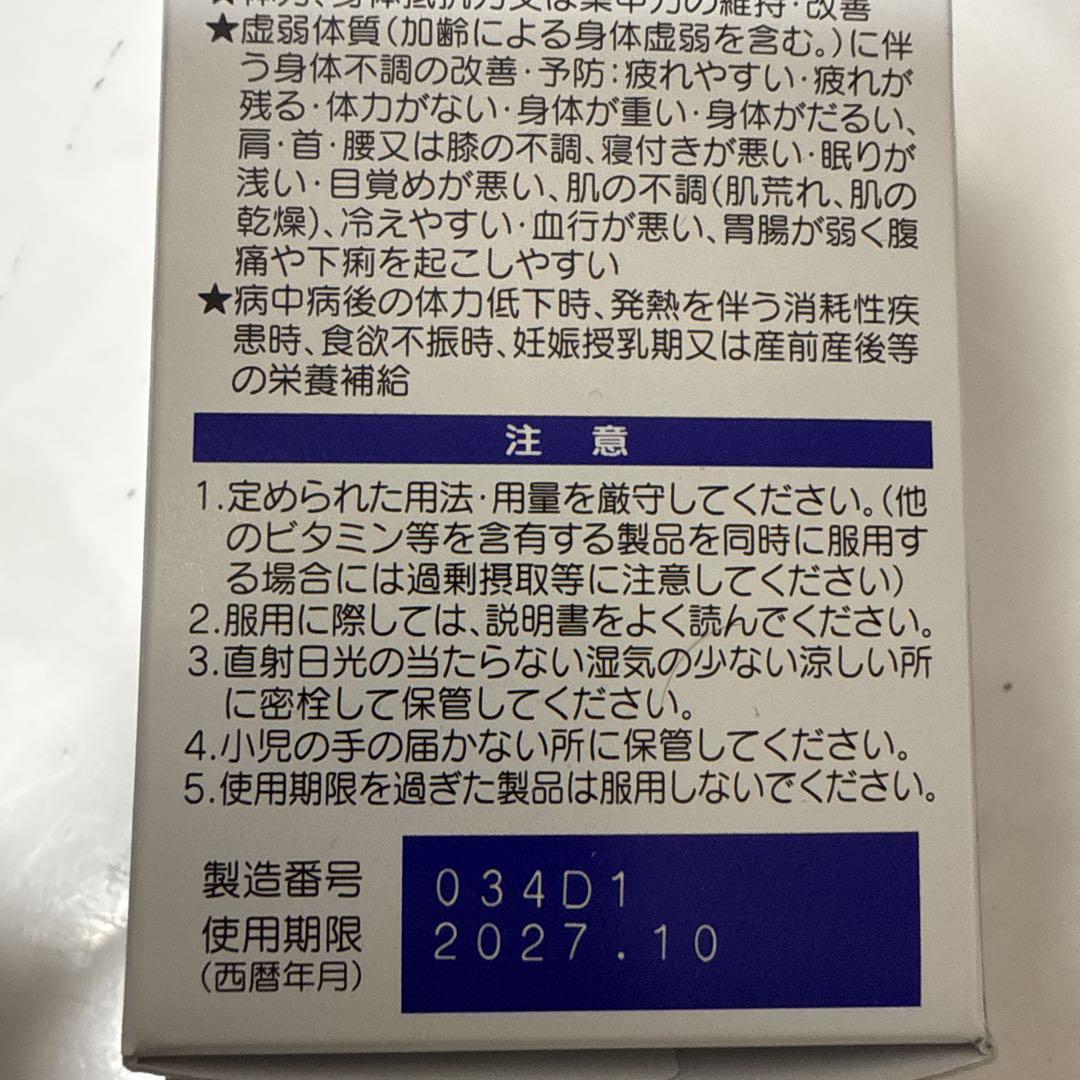 ★体力、身体抵抗力又は集中力の維持・改善
★虚弱体質(加齢による身体虚弱を含む。)に伴
う身体不調の改善・予防:疲れやすい・疲れが
残る・体力がない・身体が重い・身体がだるい、
肩・首・腰又は膝の不調、寝付きが悪い・眠りが
浅い・目覚めが悪い、肌の不調(肌荒れ、肌の
乾燥)、冷えやすい・血行が悪い、胃腸が弱く腹
痛や下痢を起こしやすい
★病中病後の体力低下時、発熱を伴う消耗性疾
患時、食欲不振時、妊娠授乳期又は産前産後等
の栄養補給
注 意
1.定められた用法・用量を厳守してください。(他
のビタミン等を含有する製品を同時に服用す
る場合には過剰摂取等に注意してください)
2.服用に際しては、説明書をよく読んでください。
3.直射日光の当たらない湿気の少ない涼しい所
に密栓して保管してください。
4.小児の手の届かない所に保管してください。
5.使用期限を過ぎた製品は服用しないでください。
製造番号 034D1
使用期限 2027.10
(西暦年月)